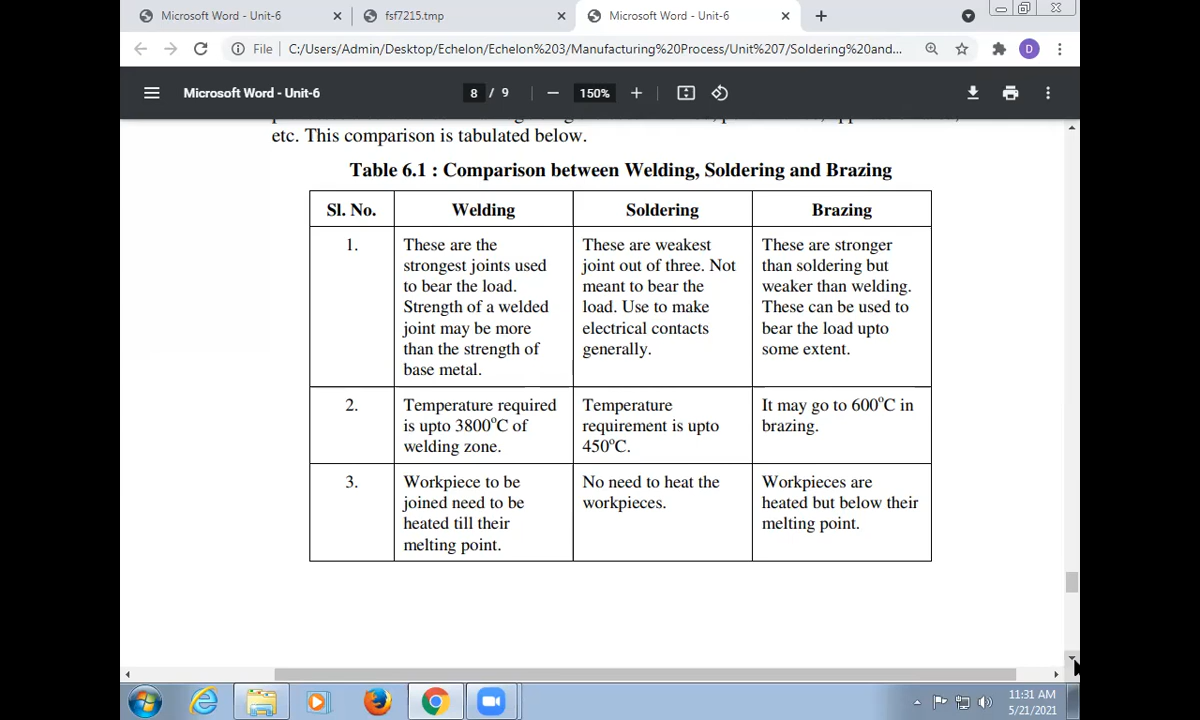 Microsoft Word - Unit-6
fsf7215.tmp
Microsoft Word - Unit-6
File
C:/Users/Admin/Desktop/Echelon/Echelon%203/Manufacturing%20Process/Unit%207/Soldering%20and...
D
Microsoft Word - Unit-6
8 / 9
150%
etc. This comparison is tabulated below.
Table 6.1 : Comparison between Welding, Soldering and Brazing
Sl. No.
Welding
Soldering
Brazing
1.
These are the
strongest joints used
to bear the load.
Strength of a welded
joint may be more
than the strength of
base metal.
These are weakest
joint out of three. Not
meant to bear the
load. Use to make
electrical contacts
generally.
These are stronger
than soldering but
weaker than welding.
These can be used to
bear the load upto
some extent.
2.
Temperature required
is upto 3800°C of
welding zone.
Temperature
requirement is upto
450°C.
It may go to 600°C in
brazing.
3.
Workpiece to be
joined need to be
heated till their
melting point.
No need to heat the
workpieces.
Workpieces are
heated but below their
melting point.
11:31 AM
5/21/2021